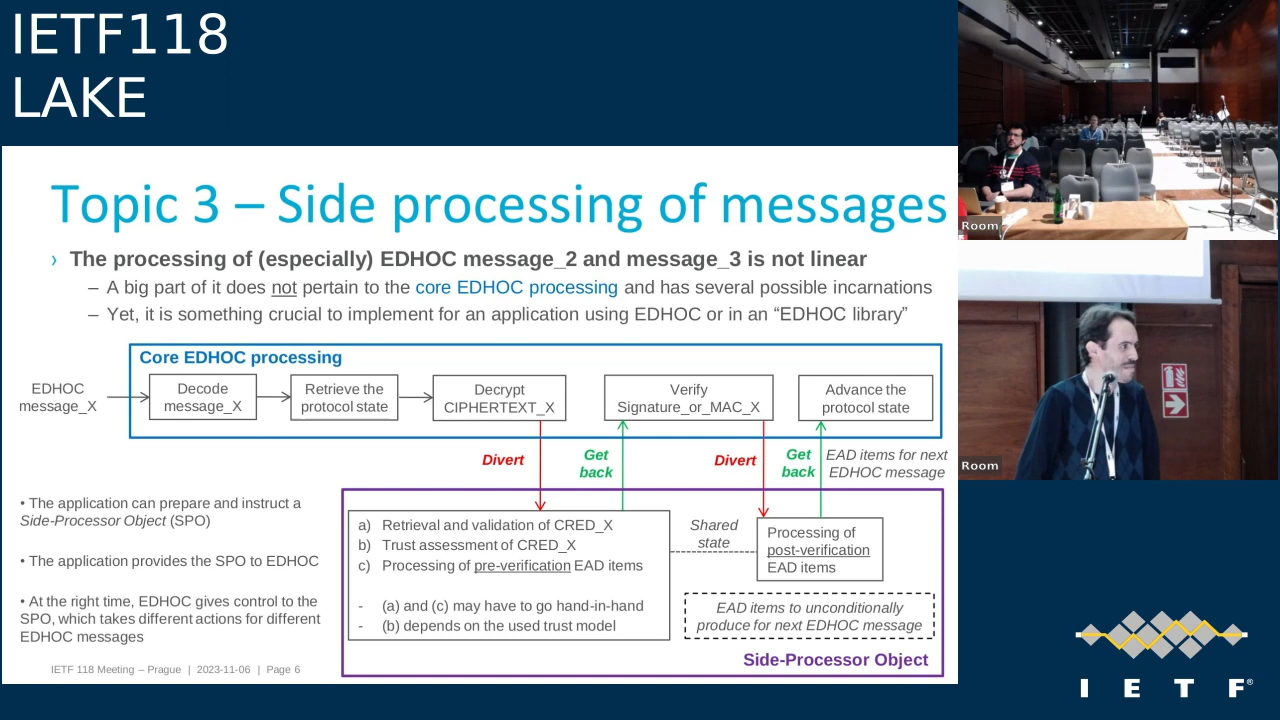 IETF118
LAKE
Topic 3 – Side processing of messages
› The processing of (especially) EDHOC message_2 and message_3 is not linear
– A big part of it does not pertain to the core EDHOC processing and has several possible incarnations
– Yet, it is something crucial to implement for an application using EDHOC or in an “EDHOC library”
Core EDHOC processing
EDHOC
message_X
Decode
message_X
Retrieve the
protocol state
Decrypt
CIPHERTEXT_X
Verify
Signature_or_MAC_X
Advance the
protocol state
Divert
Get
back
Divert
Get
back
EAD items for next
EDHOC message
• The application can prepare and instruct a
Side-Processor Object (SPO)
• The application provides the SPO to EDHOC
• At the right time, EDHOC gives control to the
SPO, which takes different actions for different
EDHOC messages
a) Retrieval and validation of CRED_X
b) Trust assessment of CRED_X
c) Processing of pre-verification EAD items
- (a) and (c) may have to go hand-in-hand
- (b) depends on the used trust model
Shared
state
Processing of
post-verification
EAD items
EAD items to unconditionally
produce for next EDHOC message
Side-Processor Object
IETF 118 Meeting – Prague | 2023-11-06 | Page 6
Room
Room
I E T F®